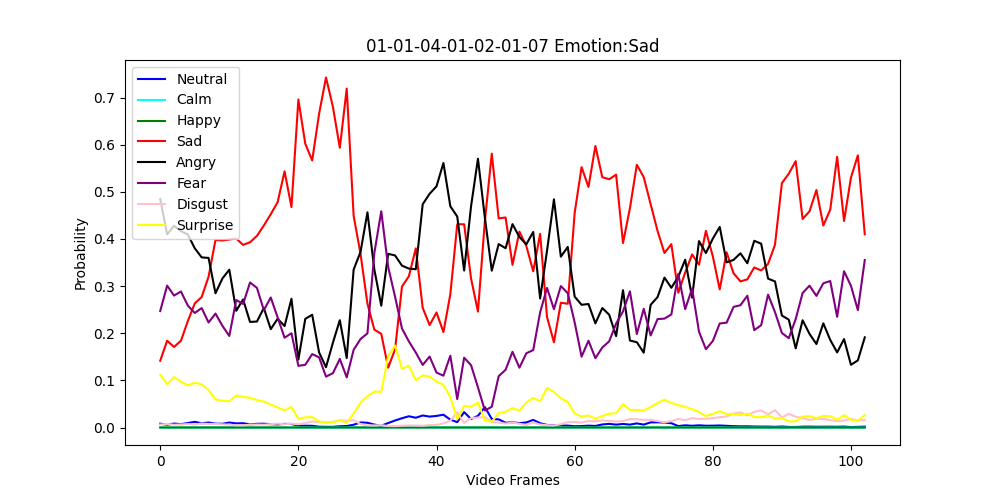 01-01-04-01-02-01-07 Emotion:Sad
Neutral
Calm
Happy
Sad
Angry
Fear
Disgust
Surprise
0.7
0.6
0.5
0.4
0.3
0.2
0.1
0.0
Probability
0 20 40 60 80 100
Video Frames